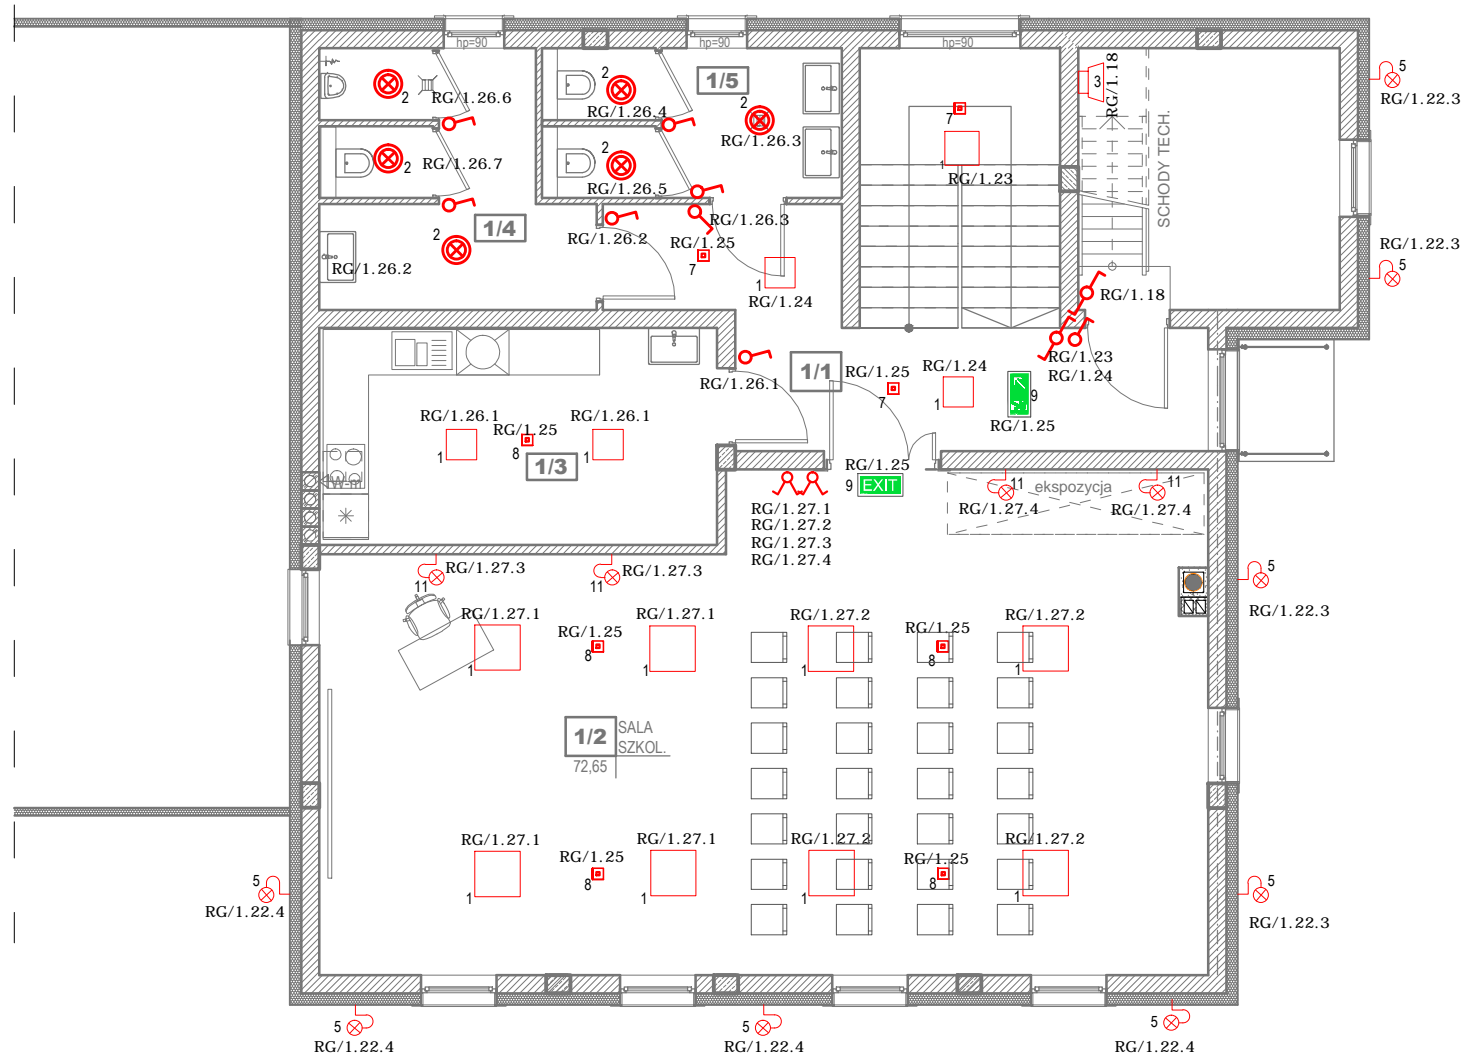 hp=90
hp=90
hp=90
5
RG/1.22.3
2
2
RG/1.26.6
2
RG/1.26.4
1/5
2
RG/1.26.3
7
1
RG/1.23
3
RG/1.18
SCHODY TECH.
2
RG/1.26.7
2
RG/1.26.5
1/4
2
RG/1.26.2
RG/1.26.2
RG/1.26.3
RG/1.25
7
1
RG/1.24
RG/1.22.3
5
RG/1.18
RG/1.23
RG/1.24
RG/1.26.1
1/1
RG/1.25
7
RG/1.24
1
9
RG/1.25
RG/1.26.1
1
RG/1.25
8
RG/1.26.1
1
1/3
RG/1.25
9
EXIT
RG/1.27.1
RG/1.27.2
RG/1.27.3
RG/1.27.4
11
ekspozycja
11
RG/1.27.4
RG/1.27.4
11
RG/1.27.3
11
RG/1.27.3
5
RG/1.22.3
RG/1.27.1
1
RG/1.25
8
RG/1.27.1
1
RG/1.27.2
1
RG/1.25
8
RG/1.27.2
1
1/2
SALA
SZKOL.
72,65
RG/1.27.1
1
RG/1.25
8
RG/1.27.1
1
RG/1.27.2
1
RG/1.25
8
RG/1.27.2
1
5
RG/1.22.4
5
RG/1.22.3
5
RG/1.22.4
5
RG/1.22.4
5
RG/1.22.4